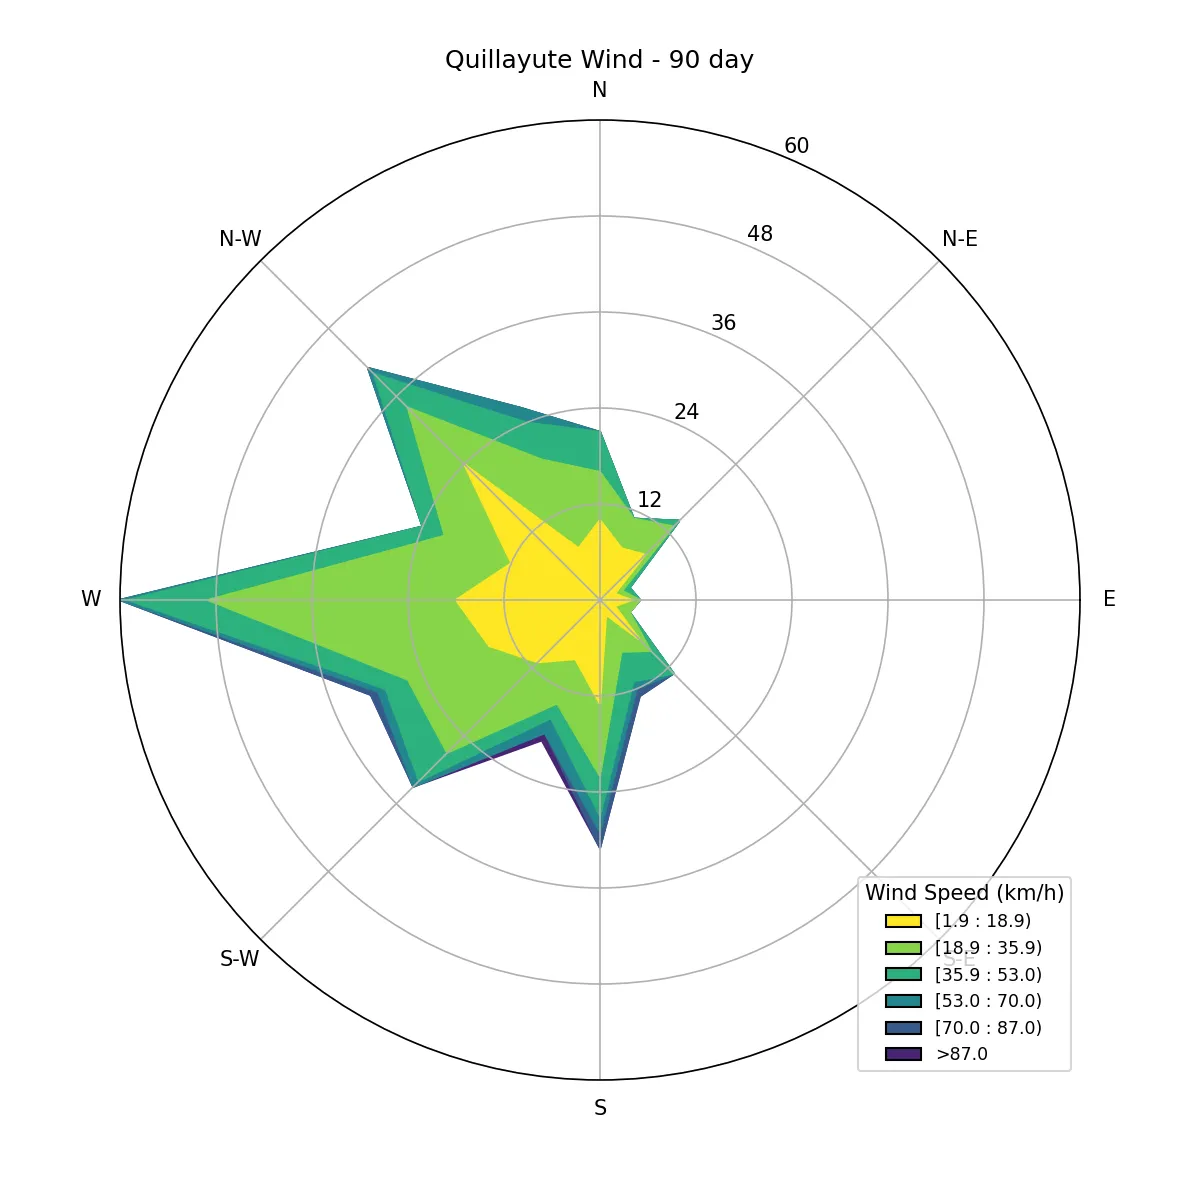 Quillayute Wind - 90 day
N
60
N-W
48
N-E
36
24
12
W
E
S-W
S-E
S
Wind Speed (km/h)
[1.9 : 18.9)
[18.9 : 35.9)
[35.9 : 53.0)
[53.0 : 70.0)
[70.0 : 87.0)
>87.0